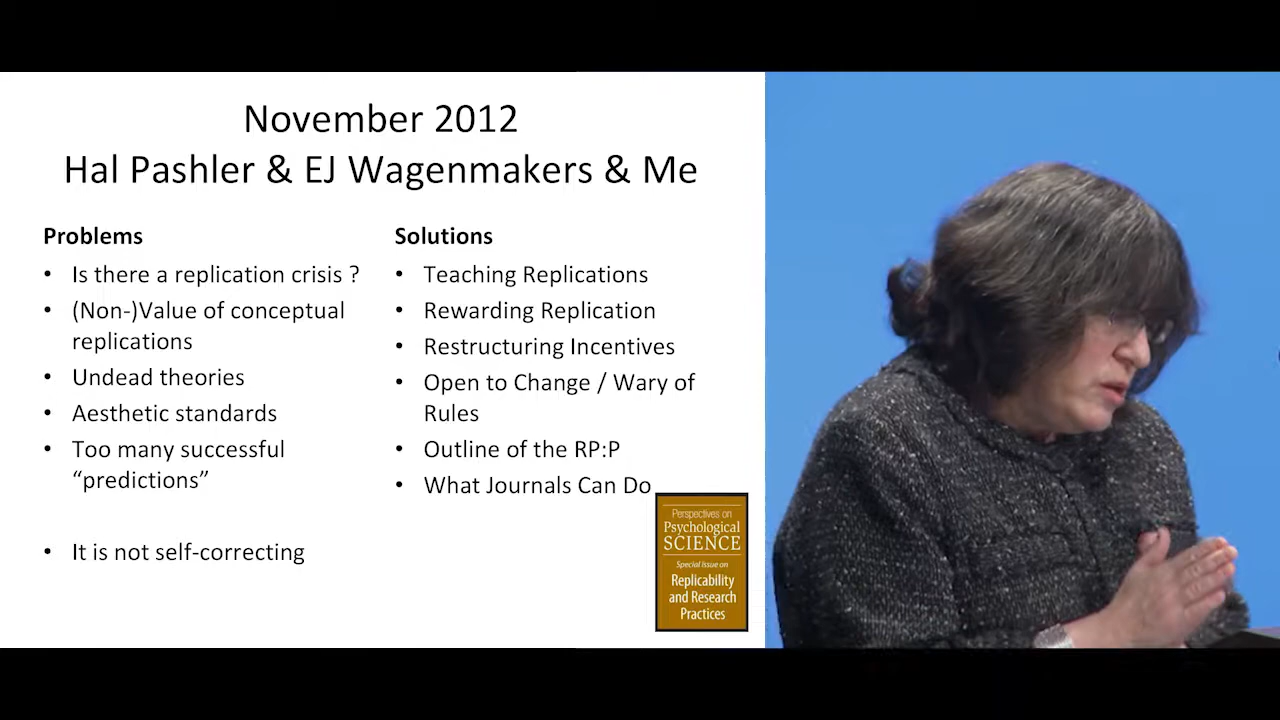 November 2012
Hal Pashler & EJ Wagenmakers & Me
Problems
• Is there a replication crisis ?
• (Non-)Value of conceptual
replications
• Undead theories
• Aesthetic standards
• Too many successful
“predictions”
• It is not self-correcting
Solutions
• Teaching Replications
• Rewarding Replication
• Restructuring Incentives
• Open to Change / Wary of
Rules
• Outline of the RP:P
• What Journals Can Do
Perspectives on
Psychological
SCIENCE
Special Issue on
Replicability
and Research
Practices